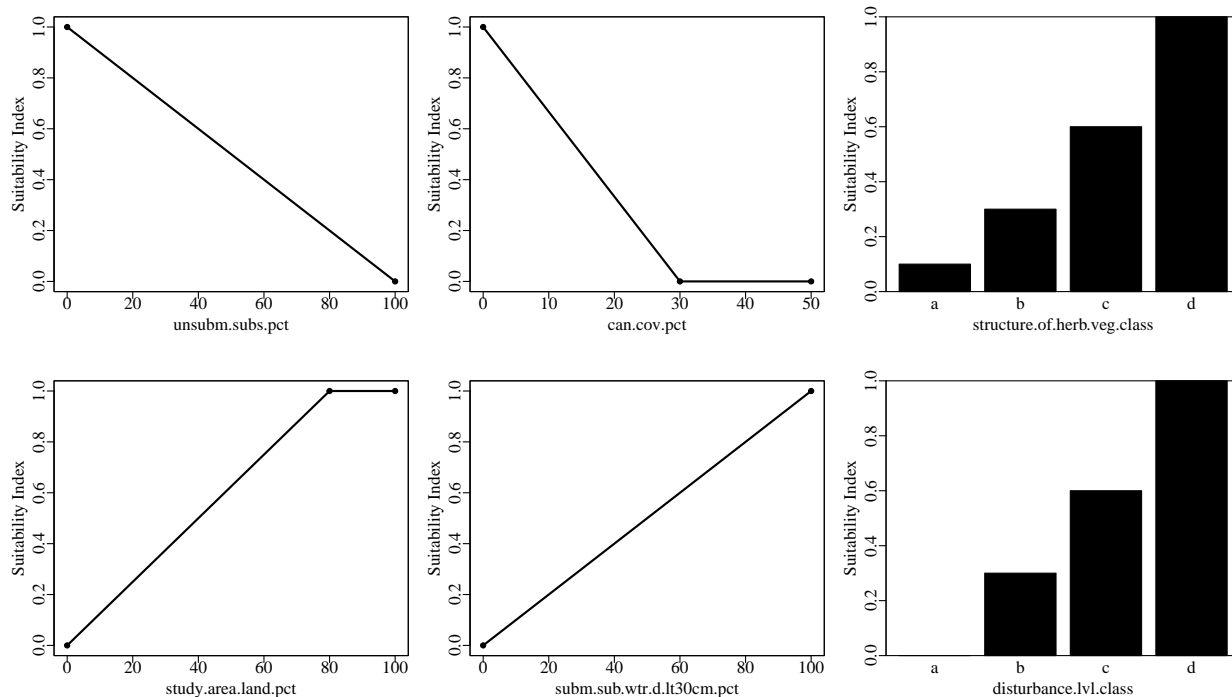 Suitability Index
0.0 0.2 0.4 0.6 0.8 1.0
0 20 40 60 80 100
unsubm.subs.pct
Suitability Index
0.0 0.2 0.4 0.6 0.8 1.0
0 10 20 30 40 50
can.cov.pct
Suitability Index
0.0 0.2 0.4 0.6 0.8 1.0
a b c d
structure.of.herb.veg.class
Suitability Index
0.0 0.2 0.4 0.6 0.8 1.0
0 20 40 60 80 100
study.area.land.pct
Suitability Index
0.0 0.2 0.4 0.6 0.8 1.0
0 20 40 60 80 100
subm.sub.wtr.d.lt30cm.pct
Suitability Index
0.0 0.2 0.4 0.6 0.8 1.0
a b c d
disturbance.lvl.class